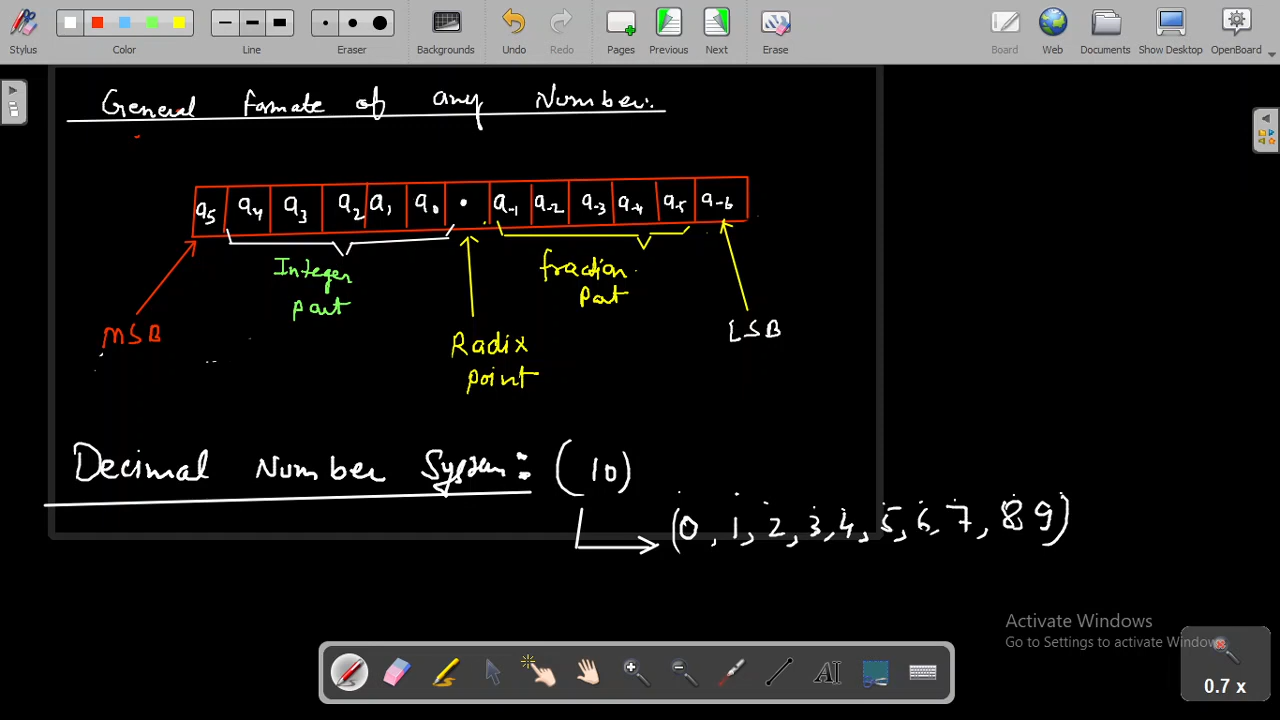 Stylus Color Line Eraser Backgrounds Undo Redo Pages Previous Next Erase Board Web Documents Show Desktop OpenBoard
General formate of any Number:
a5 a4 a3 a2 a1 a0 . a-1 a-2 a-3 a-4 a-5 a-6
Integer part
fraction Part
MSB
LSB
Radix point
Decimal Number System: (10)
(0, 1, 2, 3, 4, 5, 6, 7, 8 9)
Activate Windows
Go to Settings to activate Windows
AI
0.7 x